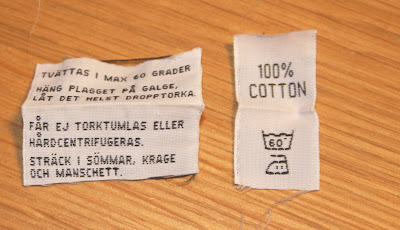 TVÄTTAS I MAX 60 GRADER
HÄNG PLAGGET PÅ GALGE,
LÅT DET HELST DROPPTORKA.
FÅR EJ TORKTUMLAS ELLER
HÅRDCENTRIFUGERAS.
STRÄCK I SÖMMAR, KRAGE
OCH MANSCHETT.
100%
COTTON
60°